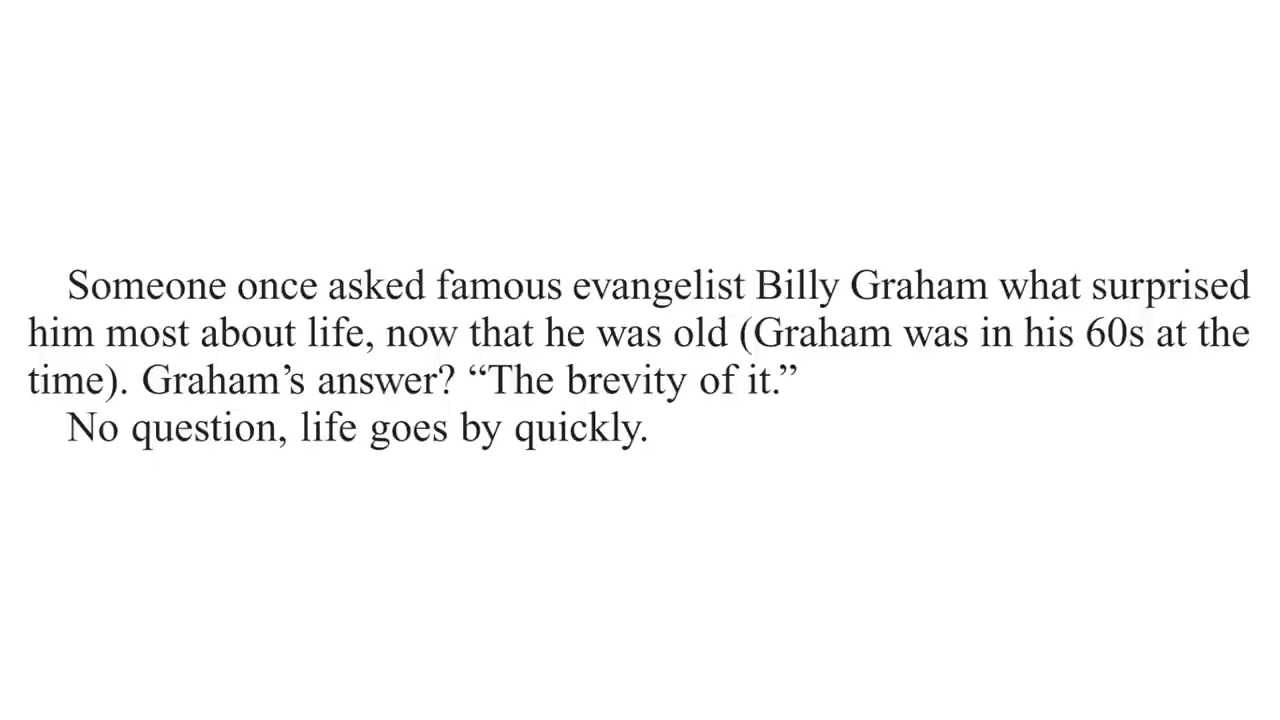 Someone once asked famous evangelist Billy Graham what surprised
him most about life, now that he was old (Graham was in his 60s at the
time). Graham’s answer? “The brevity of it.”
No question, life goes by quickly.